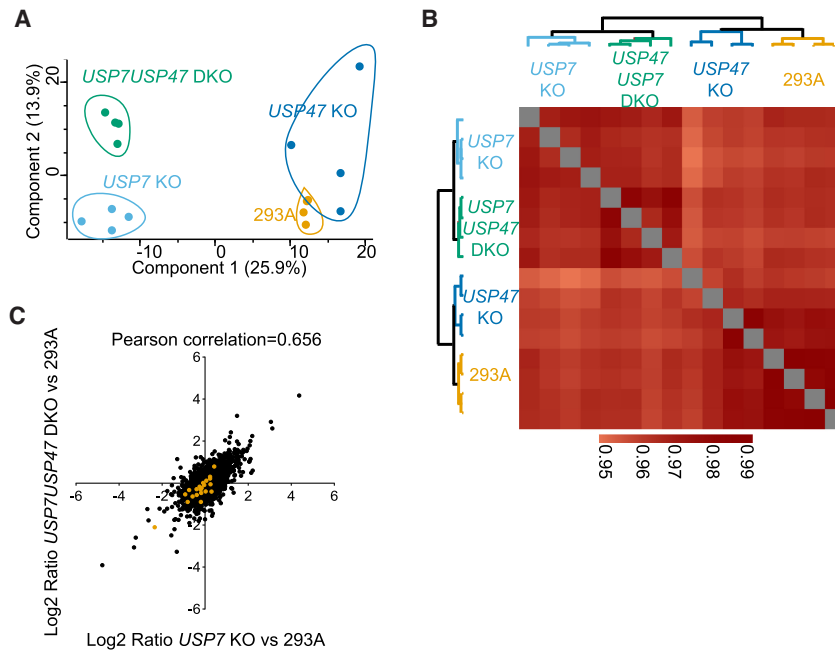 A
USP7USP47 DKO
USP47 KO
USP7 KO
293A
Component 2 (13.9%)
20
0
-10
0
10
20
Component 1 (25.9%)
B
USP7
KO
USP47
USP7
DKO
USP47
KO
293A
USP7
KO
USP7
USP47
DKO
USP47
KO
293A
0.95
0.96
0.97
0.98
0.99
C
Pearson correlation=0.656
Log2 Ratio USP7USP47 DKO vs 293A
6
4
2
-6
-4
-2
2
4
6
-2
-4
-6
Log2 Ratio USP7 KO vs 293A